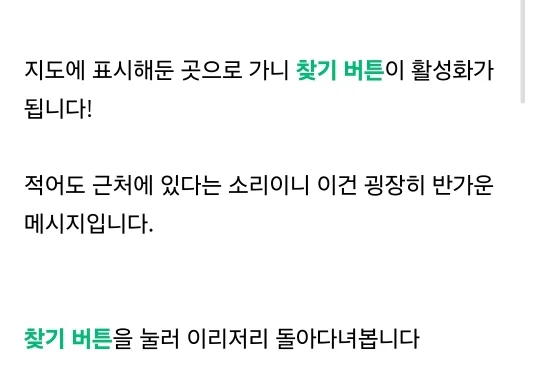 지도에 표시해둔 곳으로 가니 찾기 버튼이 활성화가
됩니다!
적어도 근처에 있다는 소리이니 이건 굉장히 반가운
메시지입니다.
찾기 버튼을 눌러 이리저리 돌아다녀봅니다